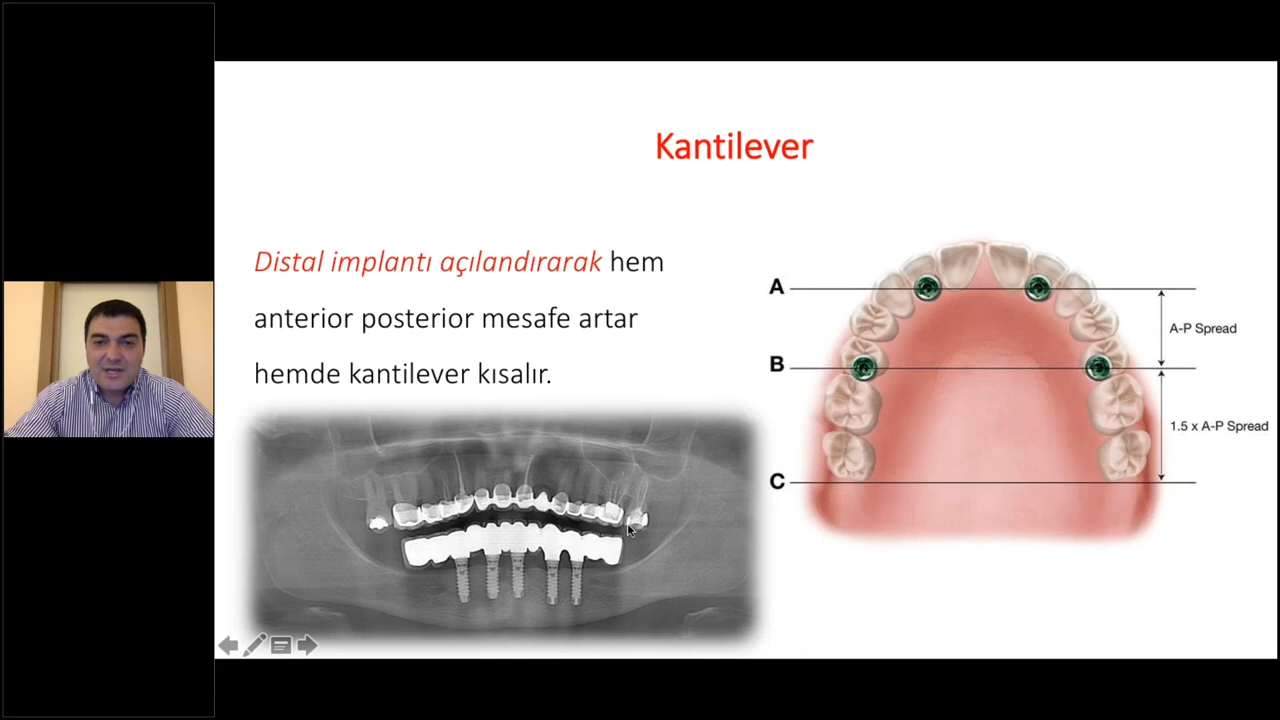 Kantilever
Distal implantı açılandırarak hem
anterior posterior mesafe artar
hemde kantilever kısalır.
A
A-P Spread
B
1.5 x A-P Spread
C